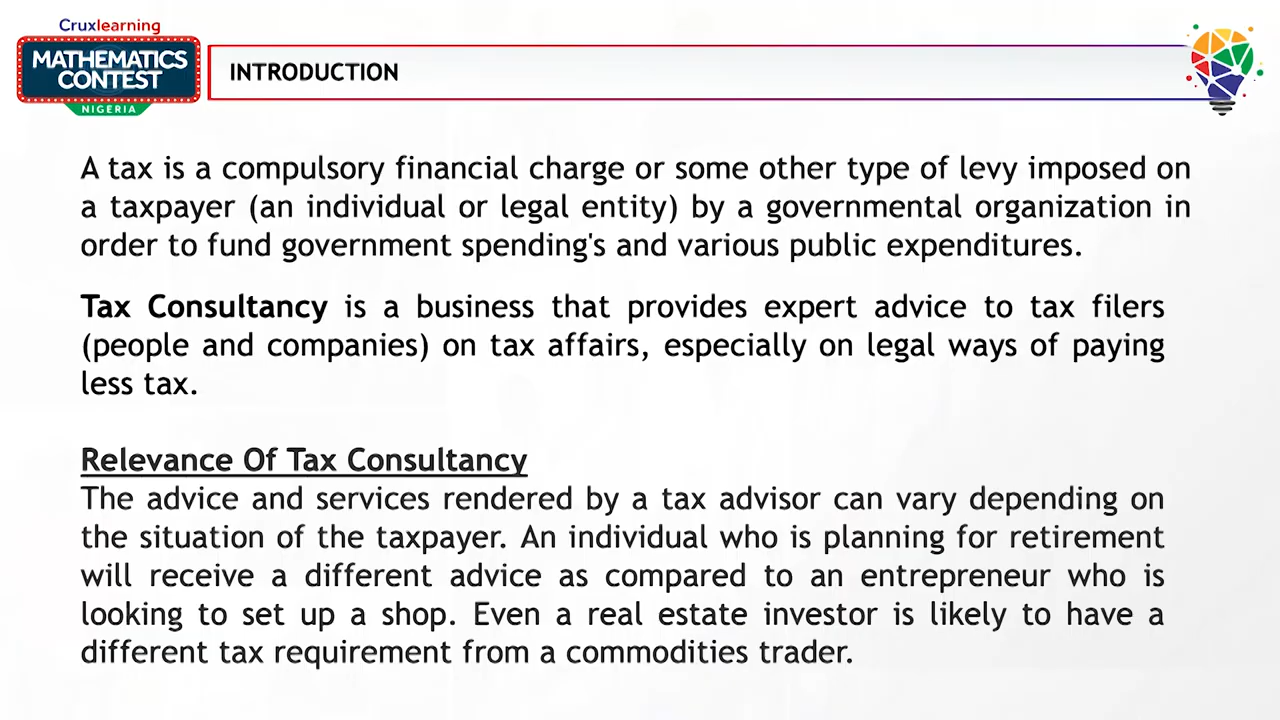 Cruxlearning
MATHEMATICS
CONTEST
NIGERIA
INTRODUCTION
A tax is a compulsory financial charge or some other type of levy imposed on
a taxpayer (an individual or legal entity) by a governmental organization in
order to fund government spending's and various public expenditures.
Tax Consultancy is a business that provides expert advice to tax filers
(people and companies) on tax affairs, especially on legal ways of paying
less tax.
Relevance Of Tax Consultancy
The advice and services rendered by a tax advisor can vary depending on
the situation of the taxpayer. An individual who is planning for retirement
will receive a different advice as compared to an entrepreneur who is
looking to set up a shop. Even a real estate investor is likely to have a
different tax requirement from a commodities trader.